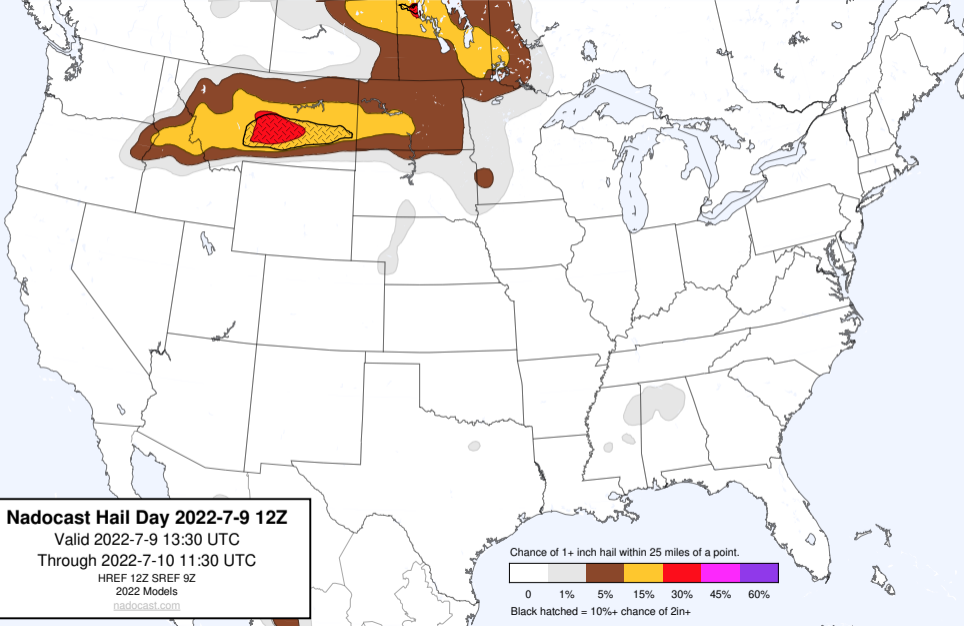 Nadocast Hail Day 2022-7-9 12Z
Valid 2022-7-9 13:30 UTC
Through 2022-7-10 11:30 UTC
HREF 12Z SREF 9Z
2022 Models
nadocast.com
Chance of 1+ inch hail within 25 miles of a point.
0 1% 5% 15% 30% 45% 60%
Black hatched = 10%+ chance of 2in+